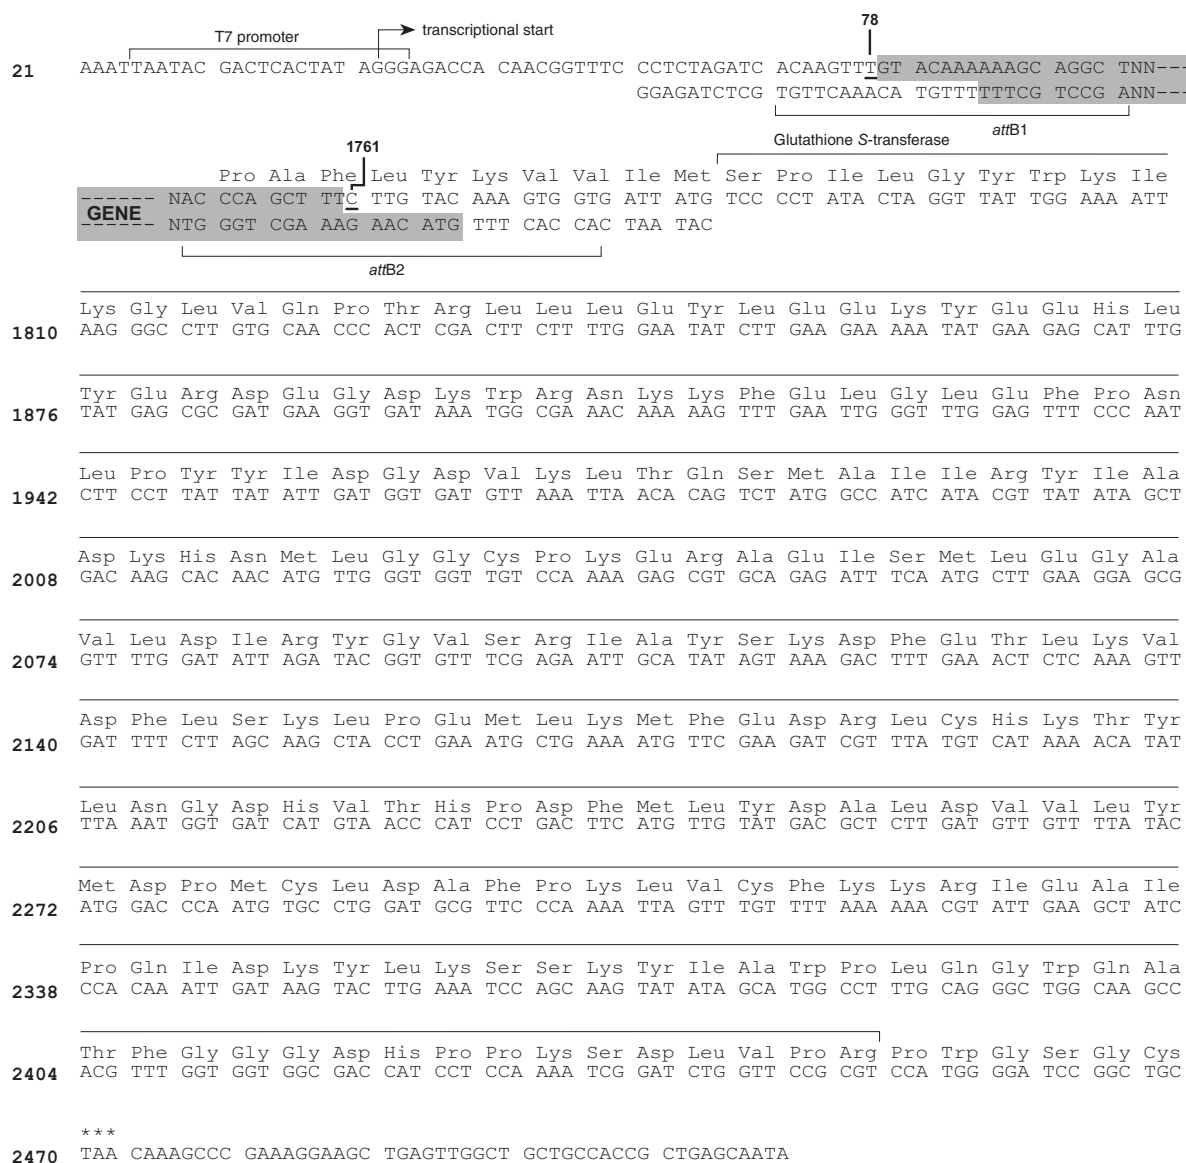 78
T7 promoter transcriptional start
21 AAATTAATAC GACTCACTAT AGGGAGACCA CAACGGTTTC CCTCTAGATC ACAAGTTTGT ACAAAAAAGC AGGCTNN---
GGAGATCTCG TGTTCAAACA TGTTTTTTCG TCCGANN---
attB1
Glutathione S-transferase
1761
Pro Ala Phe Leu Tyr Lys Val Val Ile Met Ser Pro Ile Leu Gly Tyr Trp Lys Ile
------ NAC CCA GCT TTC TTG TAC AAA GTG GTG ATT ATG TCC CCT ATA CTA GGT TAT TGG AAA ATT
GENE
------ NTG GGT CGA AAG AAC ATG TTT CAC CAC TAA TAC
attB2
Lys Gly Leu Val Gln Pro Thr Arg Leu Leu Leu Glu Tyr Leu Glu Glu Lys Tyr Glu Glu His Leu
1810 AAG GGC CTT GTG CAA CCC ACT CGA CTT CTT TTG GAA TAT CTT GAA GAA AAA TAT GAA GAG CAT TTG
Tyr Glu Arg Asp Glu Gly Asp Lys Trp Arg Asn Lys Lys Phe Glu Leu Gly Leu Glu Phe Pro Asn
1876 TAT GAG CGC GAT GAA GGT GAT AAA TGG CGA AAC AAA AAG TTT GAA TTG GGT TTG GAG TTT CCC AAT
Leu Pro Tyr Tyr Ile Asp Gly Asp Val Lys Leu Thr Gln Ser Met Ala Ile Ile Arg Tyr Ile Ala
1942 CTT CCT TAT TAT ATT GAT GGT GAT GTT AAA TTA ACA CAG TCT ATG GCC ATC ATA CGT TAT ATA GCT
Asp Lys His Asn Met Leu Gly Gly Cys Pro Lys Glu Arg Ala Glu Ile Ser Met Leu Glu Gly Ala
2008 GAC AAG CAC AAC ATG TTG GGT GGT TGT CCA AAA GAG CGT GCA GAG ATT TCA ATG CTT GAA GGA GCG
Val Leu Asp Ile Arg Tyr Gly Val Ser Arg Ile Ala Tyr Ser Lys Asp Phe Glu Thr Leu Lys Val
2074 GTT TTG GAT ATT AGA TAC GGT GTT TCG AGA ATT GCA TAT AGT AAA GAC TTT GAA ACT CTC AAA GTT
Asp Phe Leu Ser Lys Leu Pro Glu Met Leu Lys Met Phe Glu Asp Arg Leu Cys His Lys Thr Tyr
2140 GAT TTT CTT AGC AAG CTA CCT GAA ATG CTG AAA ATG TTC GAA GAT CGT TTA TGT CAT AAA ACA TAT
Leu Asn Gly Asp His Val Thr His Pro Asp Phe Met Leu Tyr Asp Ala Leu Asp Val Val Leu Tyr
2206 TTA AAT GGT GAT CAT GTA ACC CAT CCT GAC TTC ATG TTG TAT GAC GCT CTT GAT GTT GTT TTA TAC
Met Asp Pro Met Cys Leu Asp Ala Phe Pro Lys Leu Val Cys Phe Lys Lys Arg Ile Glu Ala Ile
2272 ATG GAC CCA ATG TGC CTG GAT GCG TTC CCA AAA TTA GTT TGT TTT AAA AAA CGT ATT GAA GCT ATC
Pro Gln Ile Asp Lys Tyr Leu Lys Ser Ser Lys Tyr Ile Ala Trp Pro Leu Gln Gly Trp Gln Ala
2338 CCA CAA ATT GAT AAG TAC TTG AAA TCC AGC AAG TAT ATA GCA TGG CCT TTG CAG GGC TGG CAA GCC
Thr Phe Gly Gly Gly Asp His Pro Pro Lys Ser Asp Leu Val Pro Arg Pro Trp Gly Ser Gly Cys
2404 ACG TTT GGT GGT GGC GAC CAT CCT CCA AAA TCG GAT CTG GTT CCG CGT CCA TGG GGA TCC GGC TGC
***
2470 TAA CAAAGCCC GAAAGGAAGC TGAGTTGGCT GCTGCCACCG CTGAGCAATA